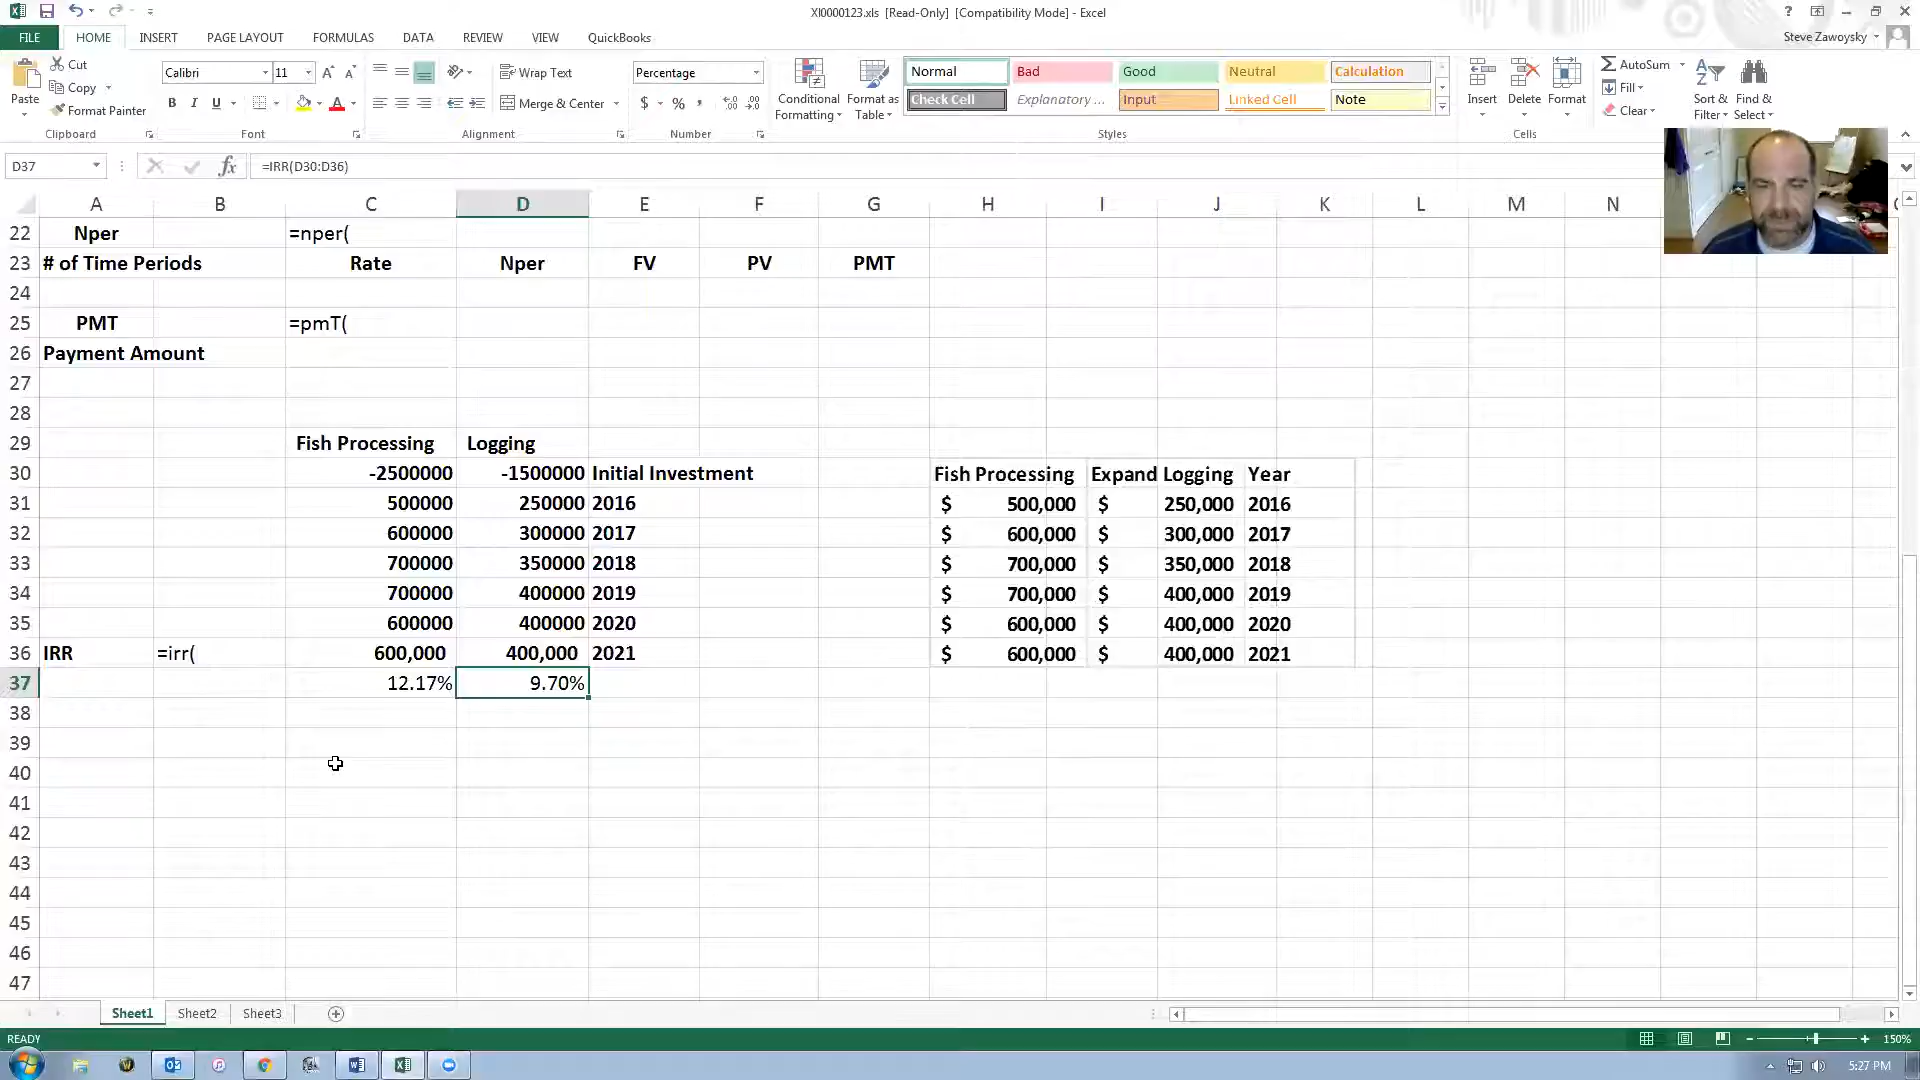 XI0000123.xls [Read-Only] [Compatibility Mode] - Excel
FILE HOME INSERT PAGE LAYOUT FORMULAS DATA REVIEW VIEW QuickBooks Steve Zawoysky
Paste Cut Copy Format Painter
Calibri 11
B I U
Wrap Text
Merge & Center
Percentage
$ %
Conditional Formatting
Format as Table
Normal Bad Good Neutral Calculation
Check Cell Explanatory ... Input Linked Cell Note
Insert Delete Format
AutoSum
Fill
Clear
Sort & Filter
Find & Select
Clipboard Font Alignment Number Styles Cells
D37 fx =IRR(D30:D36)
A B C D E F G H I J K L M N
22 Nper =nper(
23 # of Time Periods Rate Nper FV PV PMT
24
25 PMT =pmT(
26 Payment Amount
27
28
29 Fish Processing Logging
30 -2500000 -1500000 Initial Investment Fish Processing Expand Logging Year
31 500000 250000 2016 $ 500,000 $ 250,000 2016
32 600000 300000 2017 $ 600,000 $ 300,000 2017
33 700000 350000 2018 $ 700,000 $ 350,000 2018
34 700000 400000 2019 $ 700,000 $ 400,000 2019
35 600000 400000 2020 $ 600,000 $ 400,000 2020
36 IRR =irr( 600,000 400,000 2021 $ 600,000 $ 400,000 2021
37 12.17% 9.70%
38
39
40
41
42
43
44
45
46
47
Sheet1 Sheet2 Sheet3
READY 150%
5:27 PM